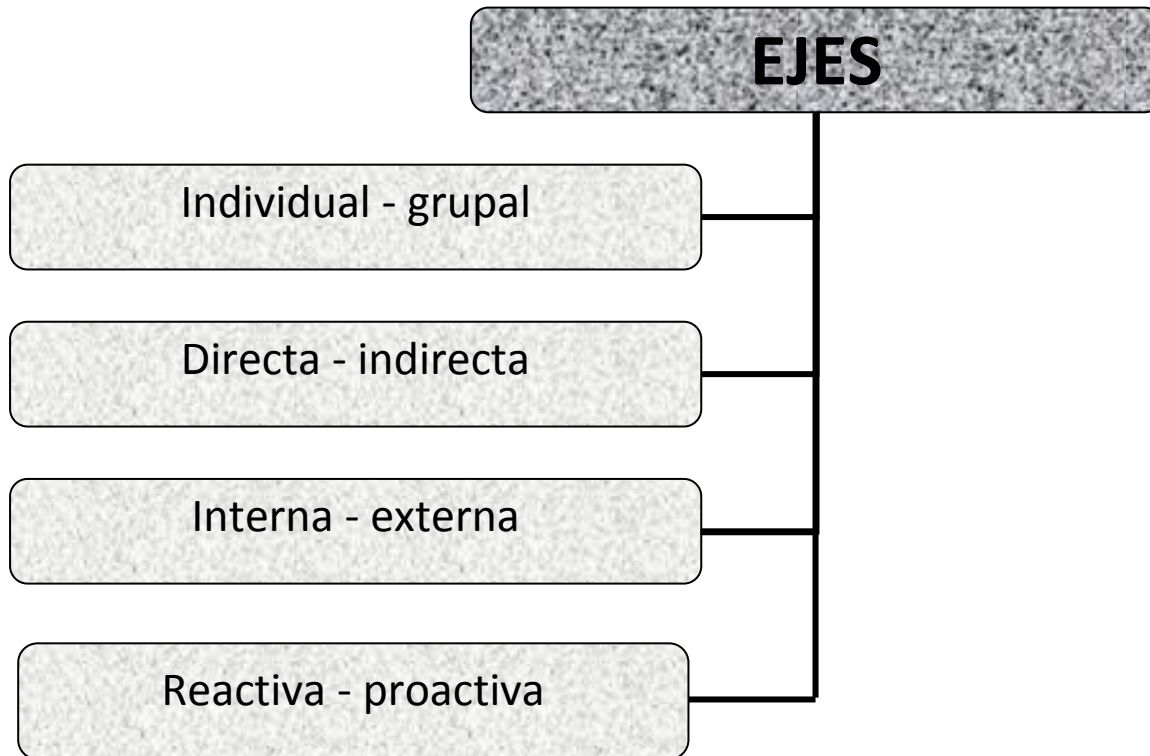 EJES
Individual - grupal
Directa - indirecta
Interna - externa
Reactiva - proactiva